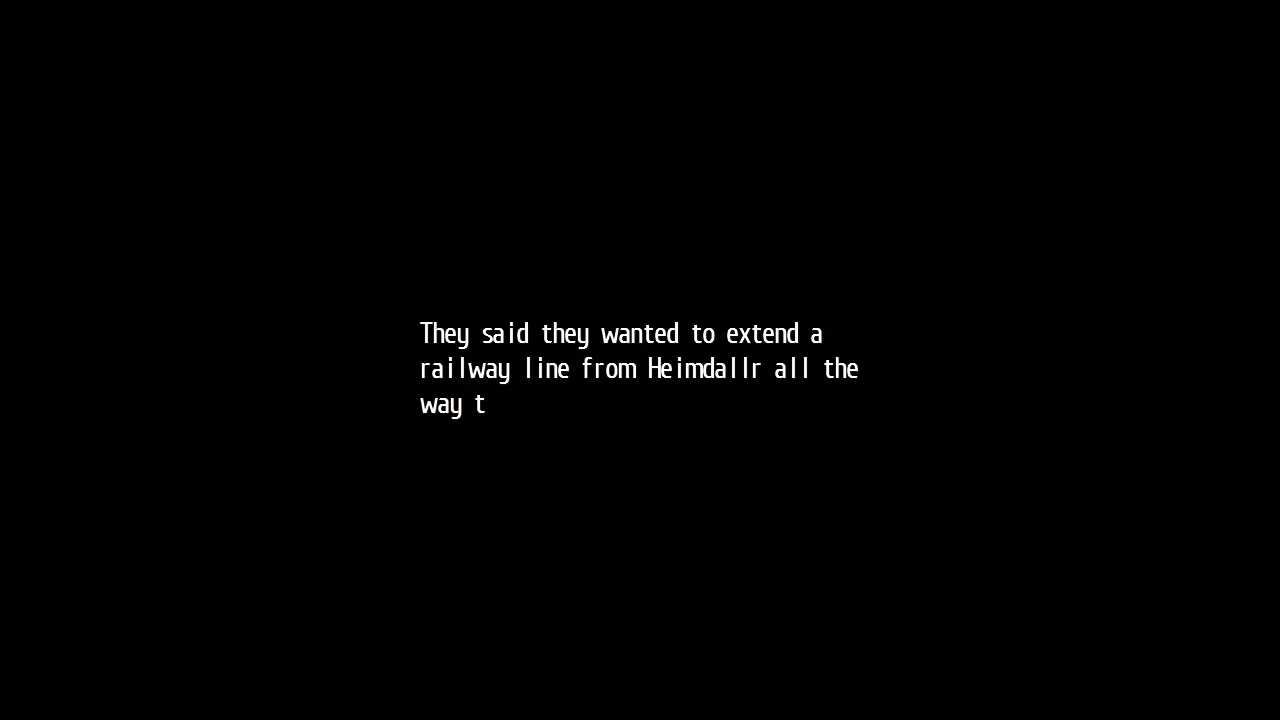 They said they wanted to extend a
railway line from Heimdallr all the
way t